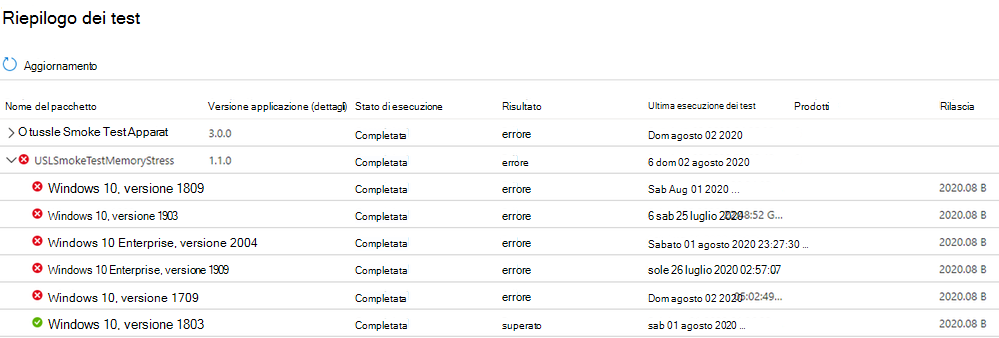 Riepilogo dei test
Aggiornamento
Nome del pacchetto Versione applicazione (dettagli) Stato di esecuzione Risultato Ultima esecuzione dei test Prodotti Rilascia
O tussle Smoke Test Apparat 3.0.0 Completata errore Dom agosto 02 2020
USLSmokeTestMemoryStress 1.1.0 Completata errore 6 dom 02 agosto 2020
Windows 10, versione 1809 Completata errore Sab Aug 01 2020 ... 2020.08 B
Windows 10, versione 1903 Completata errore 6 sab 25 luglio 2020 8:52 G... 2020.08 B
Windows 10 Enterprise, versione 2004 Completata errore Sabato 01 agosto 2020 23:27:30 ... 2020.08 B
Windows 10 Enterprise, versione 1909 Completata errore sole 26 luglio 2020 02:57:07 2020.08 B
Windows 10, versione 1709 Completata errore Dom agosto 02 2020 05:02:49... 2020.08 B
Windows 10, versione 1803 Completata superato sab 01 agosto 2020 ... 2020.08 B